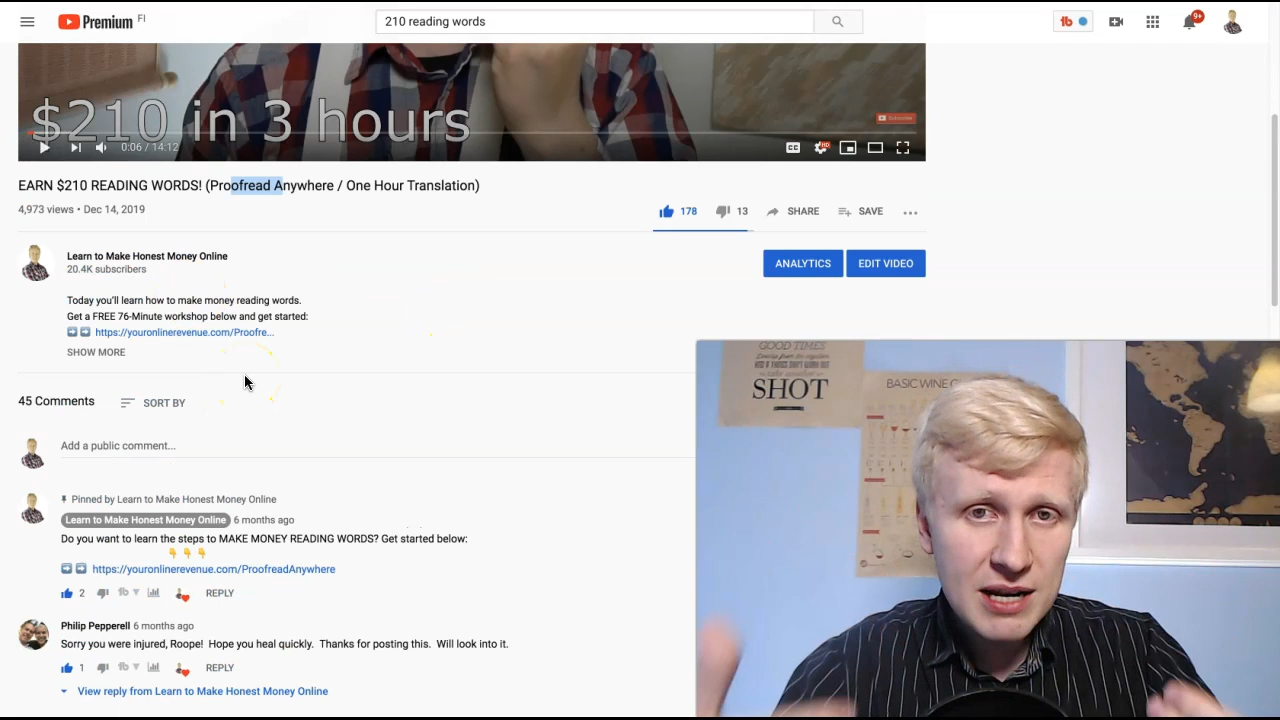 Premium FI
210 reading words
tb
9+
$210 in 3 hours
Subscribe
0:06 / 14:12
CC
HD
EARN $210 READING WORDS! (Proofread Anywhere / One Hour Translation)
4,973 views • Dec 14, 2019
178 13 SHARE SAVE
Learn to Make Honest Money Online
20.4K subscribers
ANALYTICS EDIT VIDEO
Today you'll learn how to make money reading words.
Get a FREE 76-Minute workshop below and get started:
https://youronlinerevenue.com/Proofre...
SHOW MORE
45 Comments SORT BY
Add a public comment...
Pinned by Learn to Make Honest Money Online
Learn to Make Honest Money Online 6 months ago
Do you want to learn the steps to MAKE MONEY READING WORDS? Get started below:
https://youronlinerevenue.com/ProofreadAnywhere
2 tb REPLY
Philip Pepperell 6 months ago
Sorry you were injured, Roope! Hope you heal quickly. Thanks for posting this. Will look into it.
1 tb REPLY
View reply from Learn to Make Honest Money Online
GOOD TIMES
SHOT
BASIC WINE